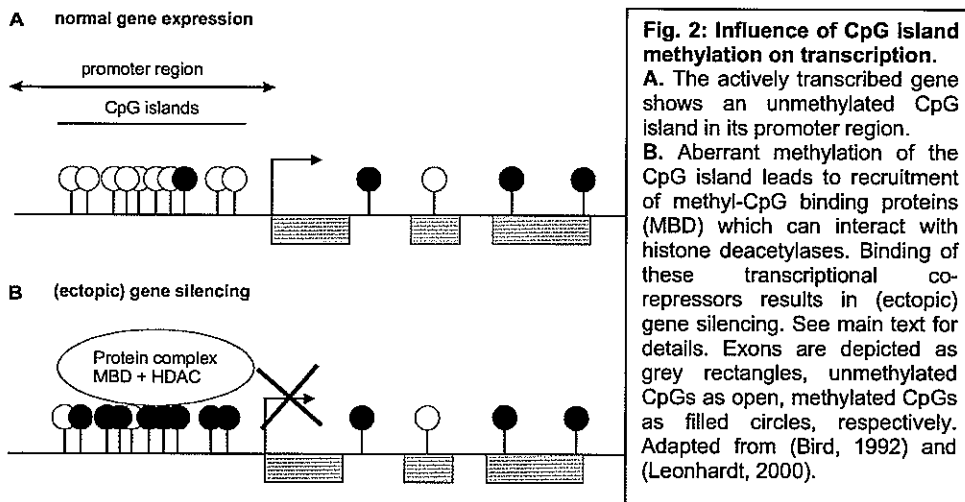 A normal gene expression
promoter region
CpG islands
B (ectopic) gene silencing
Protein complex
MBD + HDAC
Fig. 2: Influence of CpG island
methylation on transcription.
A. The actively transcribed gene
shows an unmethylated CpG
island in its promoter region.
B. Aberrant methylation of the
CpG island leads to recruitment
of methyl-CpG binding proteins
(MBD) which can interact with
histone deacetylases. Binding of
these transcriptional co-
repressors results in (ectopic)
gene silencing. See main text for
details. Exons are depicted as
grey rectangles, unmethylated
CpGs as open, methylated CpGs
as filled circles, respectively.
Adapted from (Bird, 1992) and
(Leonhardt, 2000).